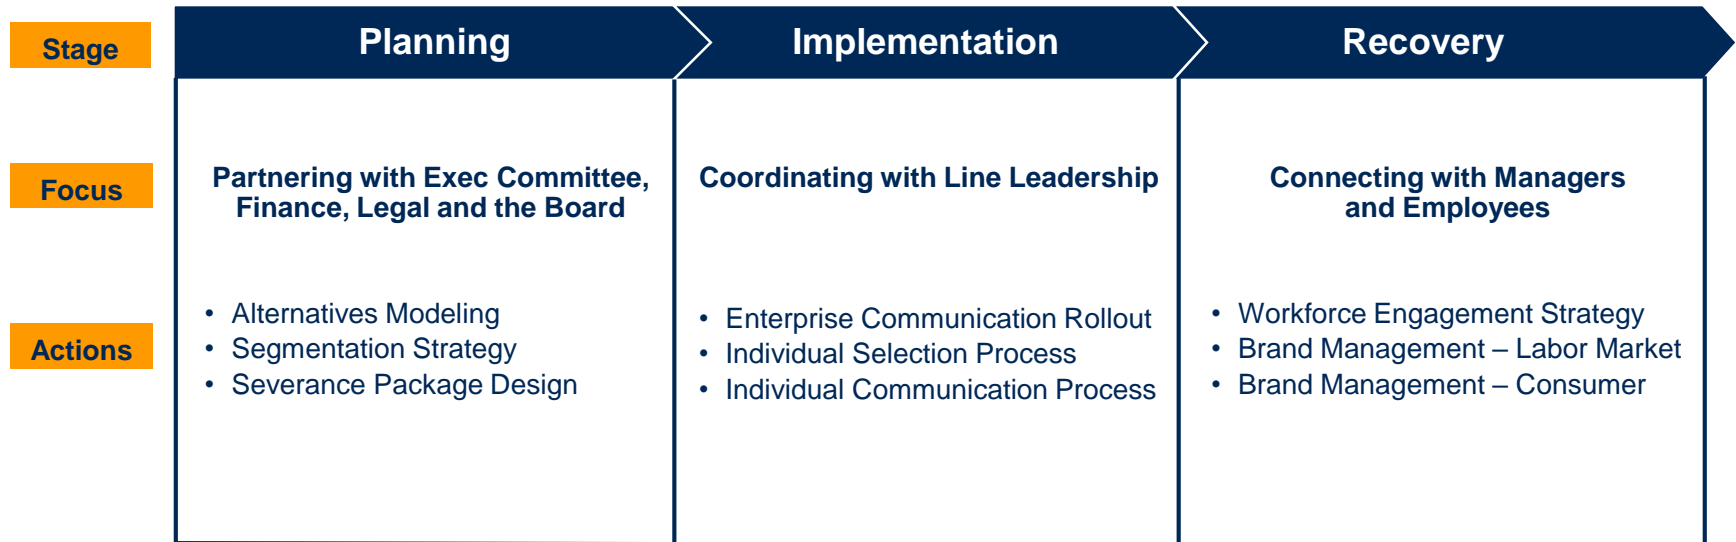 Stage
Planning
Implementation
Recovery
Focus
Partnering with Exec Committee,
Finance, Legal and the Board
Coordinating with Line Leadership
Connecting with Managers
and Employees
Actions
• Alternatives Modeling
• Segmentation Strategy
• Severance Package Design
• Enterprise Communication Rollout
• Individual Selection Process
• Individual Communication Process
• Workforce Engagement Strategy
• Brand Management – Labor Market
• Brand Management – Consumer